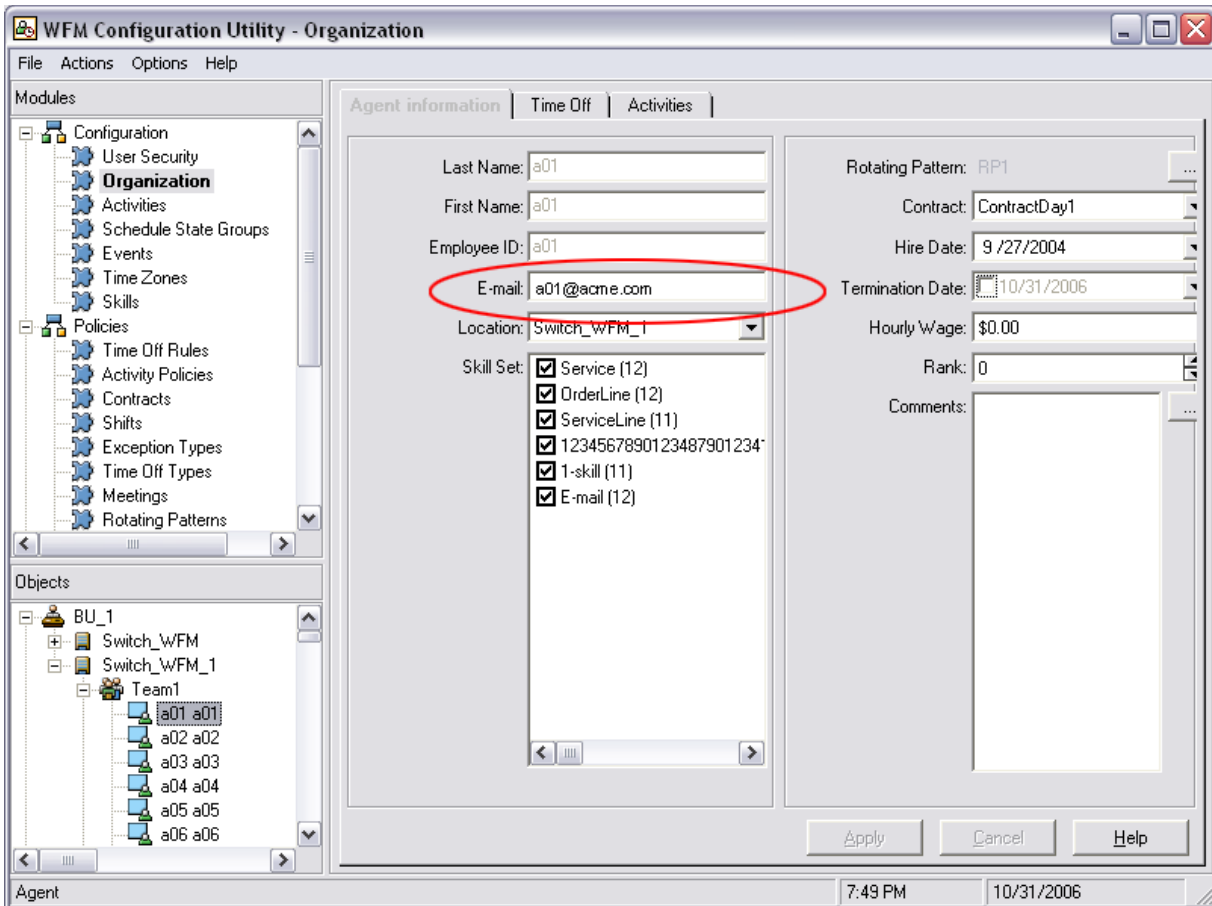 WFM Configuration Utility - Organization
File Actions Options Help
Modules
Configuration
User Security
Organization
Activities
Schedule State Groups
Events
Time Zones
Skills
Policies
Time Off Rules
Activity Policies
Contracts
Shifts
Exception Types
Time Off Types
Meetings
Rotating Patterns
Objects
BU_1
Switch_WFM
Switch_WFM_1
Team1
a01 a01
a02 a02
a03 a03
a04 a04
a05 a05
a06 a06
Agent information Time Off Activities
Last Name: a01
First Name: a01
Employee ID: a01
E-mail: a01@acme.com
Location: Switch_WFM_1
Skill Set: Service (12)
OrderLine (12)
ServiceLine (11)
1-skill (11)
E-mail (12)
Rotating Pattern: RP1 ...
Contract: ContractDay1
Hire Date: 9 /27/2004
Termination Date: 10/31/2006
Hourly Wage: $0.00
Rank: 0
Comments: ...
Apply Cancel Help
Agent 7:49 PM 10/31/2006